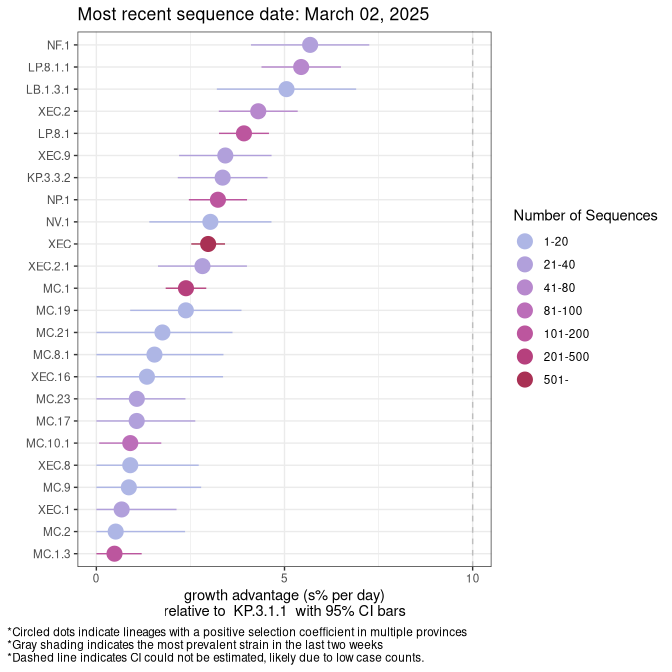 Most recent sequence date: March 02, 2025
NF.1
LP.8.1.1
LB.1.3.1
XEC.2
LP.8.1
XEC.9
KP.3.3.2
NP.1
NV.1
XEC
XEC.2.1
MC.1
MC.19
MC.21
MC.8.1
XEC.16
MC.23
MC.17
MC.10.1
XEC.8
MC.9
XEC.1
MC.2
MC.1.3
0 5 10
growth advantage (s% per day)
relative to KP.3.1.1 with 95% CI bars
Number of Sequences
1-20
21-40
41-80
81-100
101-200
201-500
501-
*Circled dots indicate lineages with a positive selection coefficient in multiple provinces
*Gray shading indicates the most prevalent strain in the last two weeks
*Dashed line indicates CI could not be estimated, likely due to low case counts.